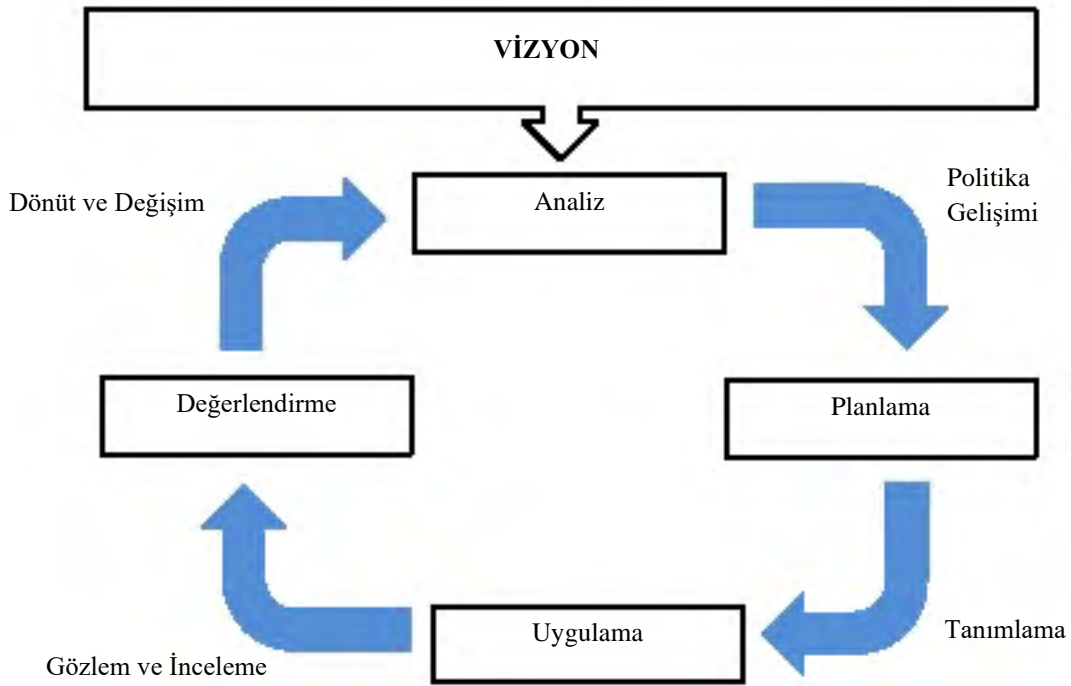 VİZYON
Dönüt ve Değişim
Analiz
Politika
Gelişimi
Değerlendirme
Planlama
Uygulama
Tanımlama
Gözlem ve İnceleme